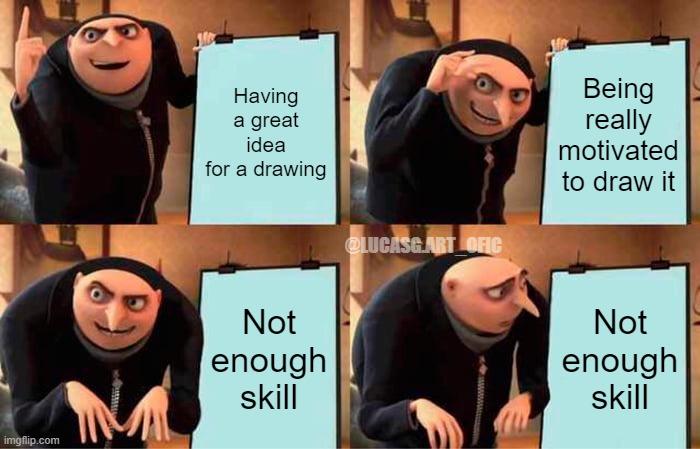 Having
a great
idea
for a drawing
Being
really
motivated
to draw it
@LUCASG.ART_OFIC
Not
enough
skill
Not
enough
skill
imgflip.com